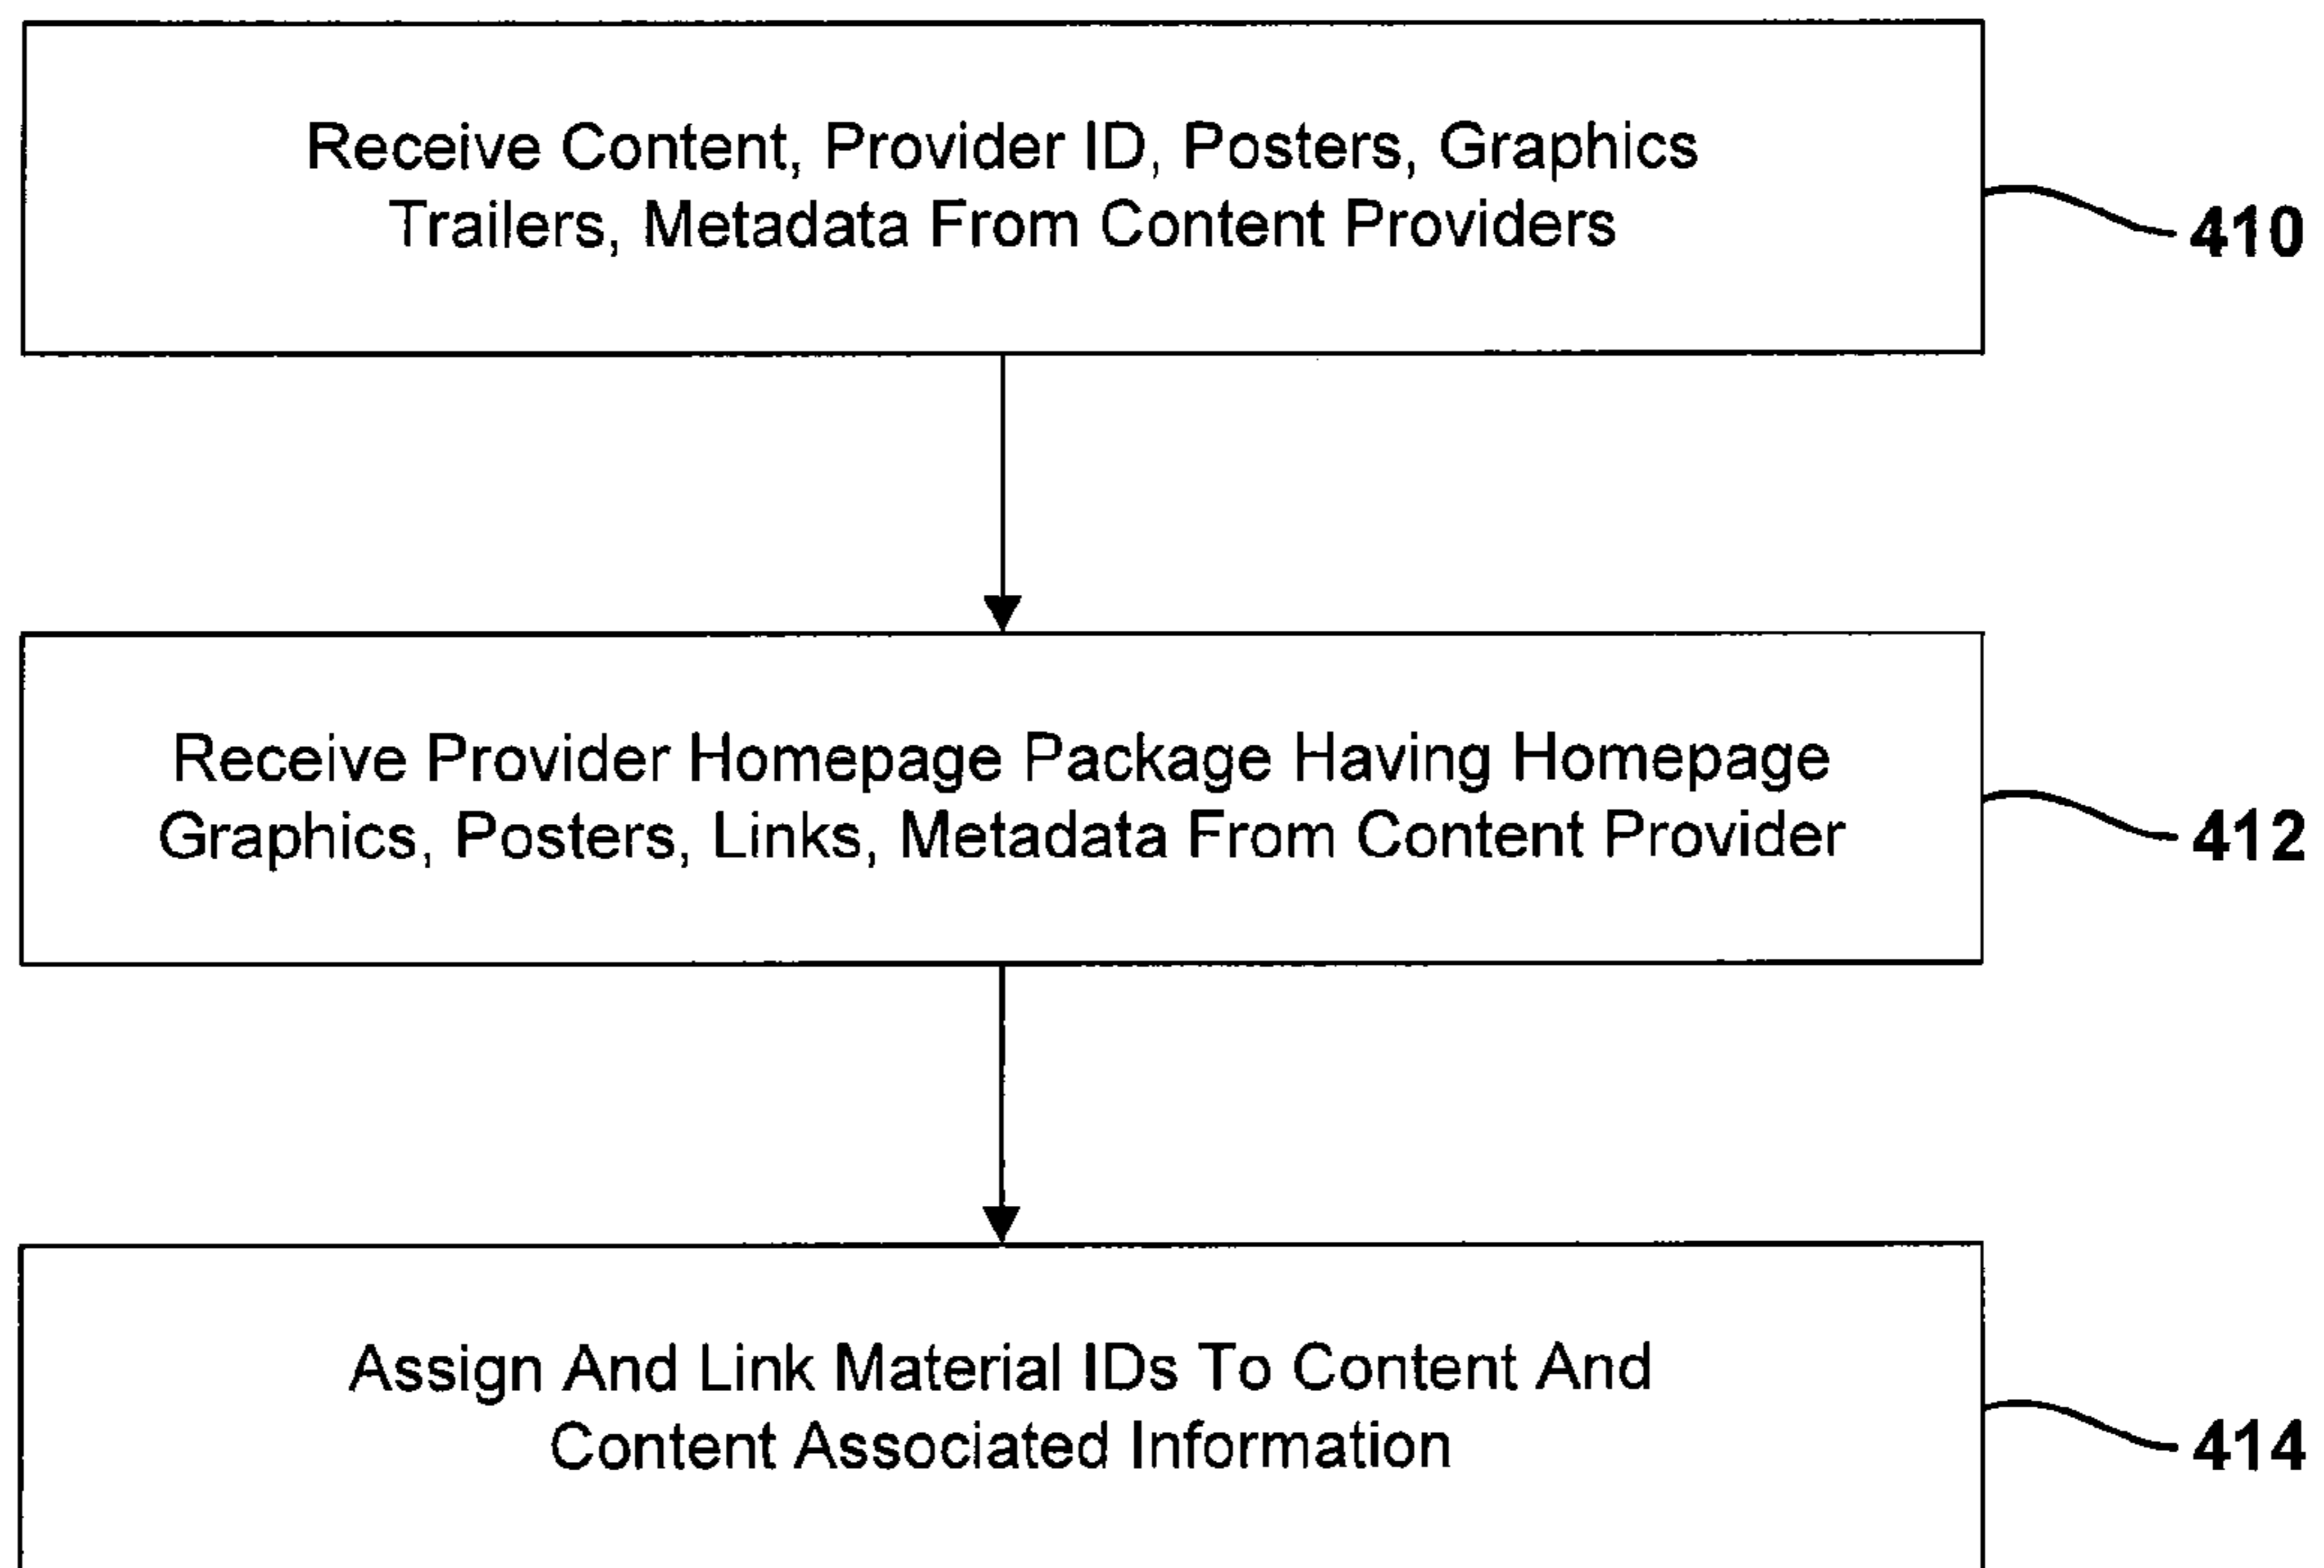 Receive Content, Provider ID, Posters, Graphics
Trailers, Metadata From Content Providers
410
Receive Provider Homepage Package Having Homepage
Graphics, Posters, Links, Metadata From Content Provider
412
Assign And Link Material IDs To Content And
Content Associated Information
414